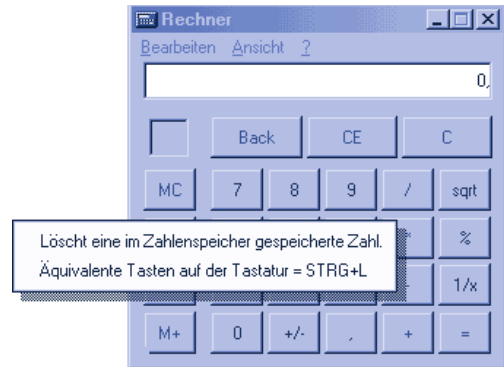 Rechner
Bearbeiten Ansicht ?
0,
Back CE C
MC 7 8 9 / sqrt
Löscht eine im Zahlenspeicher gespeicherte Zahl.
Äquivalente Tasten auf der Tastatur = STRG+L
%
1/x
M+ 0 +/- , + =